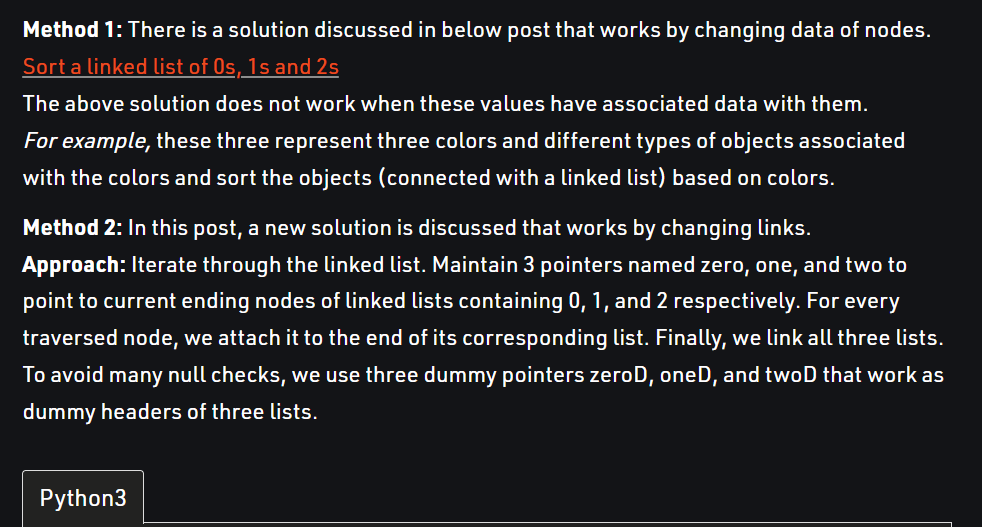 Method 1: There is a solution discussed in below post that works by changing data of nodes.
Sort a linked list of 0s, 1s and 2s
The above solution does not work when these values have associated data with them.
For example, these three represent three colors and different types of objects associated
with the colors and sort the objects (connected with a linked list) based on colors.
Method 2: In this post, a new solution is discussed that works by changing links.
Approach: Iterate through the linked list. Maintain 3 pointers named zero, one, and two to
point to current ending nodes of linked lists containing 0, 1, and 2 respectively. For every
traversed node, we attach it to the end of its corresponding list. Finally, we link all three lists.
To avoid many null checks, we use three dummy pointers zeroD, oneD, and twoD that work as
dummy headers of three lists.
Python3